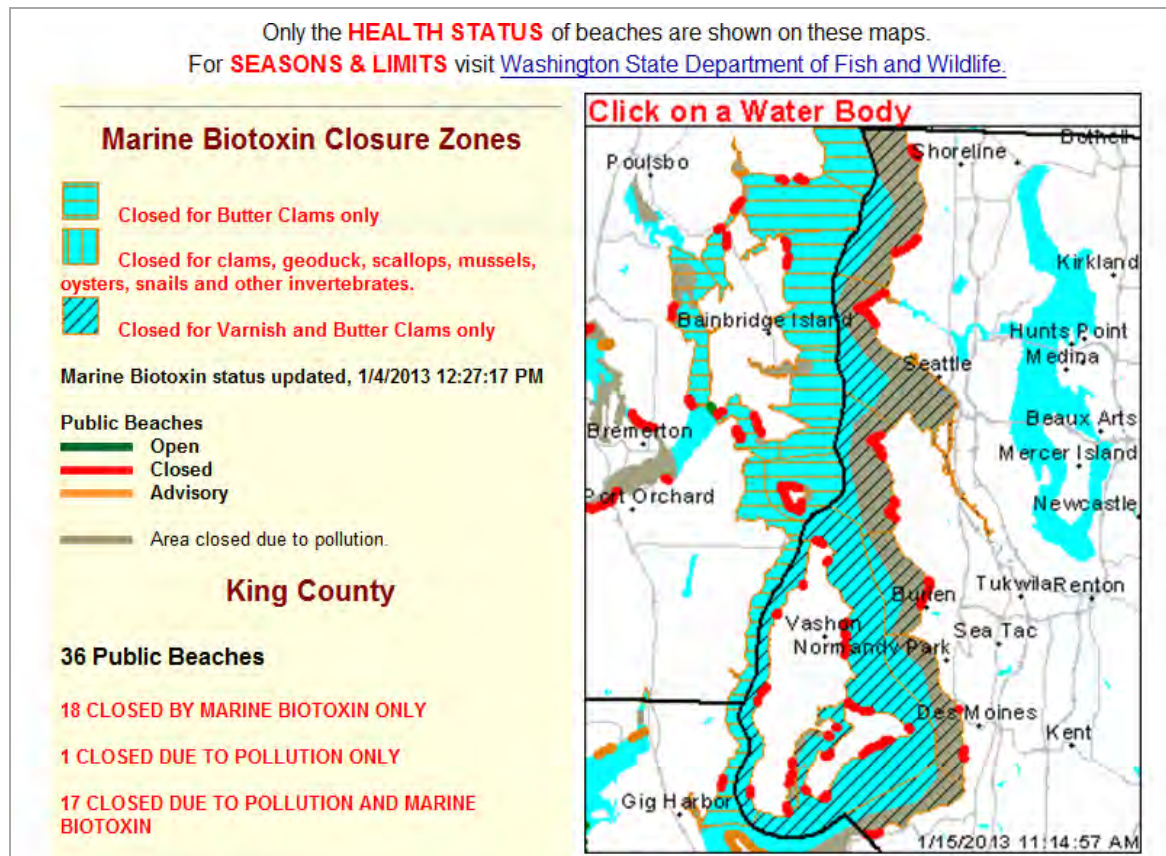 Only the HEALTH STATUS of beaches are shown on these maps.
For SEASONS & LIMITS visit Washington State Department of Fish and Wildlife.
Marine Biotoxin Closure Zones
Closed for Butter Clams only
Closed for clams, geoduck, scallops, mussels,
oysters, snails and other invertebrates.
Closed for Varnish and Butter Clams only
Marine Biotoxin status updated, 1/4/2013 12:27:17 PM
Public Beaches
Open
Closed
Advisory
Area closed due to pollution.
King County
36 Public Beaches
18 CLOSED BY MARINE BIOTOXIN ONLY
1 CLOSED DUE TO POLLUTION ONLY
17 CLOSED DUE TO POLLUTION AND MARINE
BIOTOXIN
Click on a Water Body
Bothell
Shoreline
Poulsbo
Kirkland
Bainbridge Island
Hunts Point
Medina
Seattle
Beaux Arts
Bremerton
Mercer Island
Port Orchard
Newcastle
Tukwila
Renton
Burien
Vashon
Sea Tac
Normandy Park
Des Moines
Kent
Gig Harbor
1/15/2013 11:14:57 AM